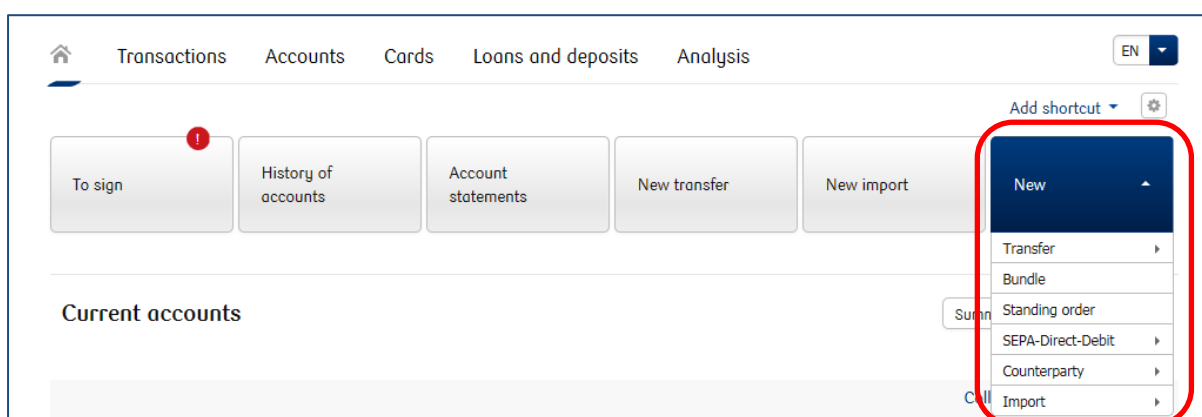 Transactions Accounts Cards Loans and deposits Analysis EN
Add shortcut
!
To sign
History of
accounts
Account
statements
New transfer
New import
New
Transfer
Bundle
Standing order
SEPA-Direct-Debit
Counterparty
Import
Current accounts